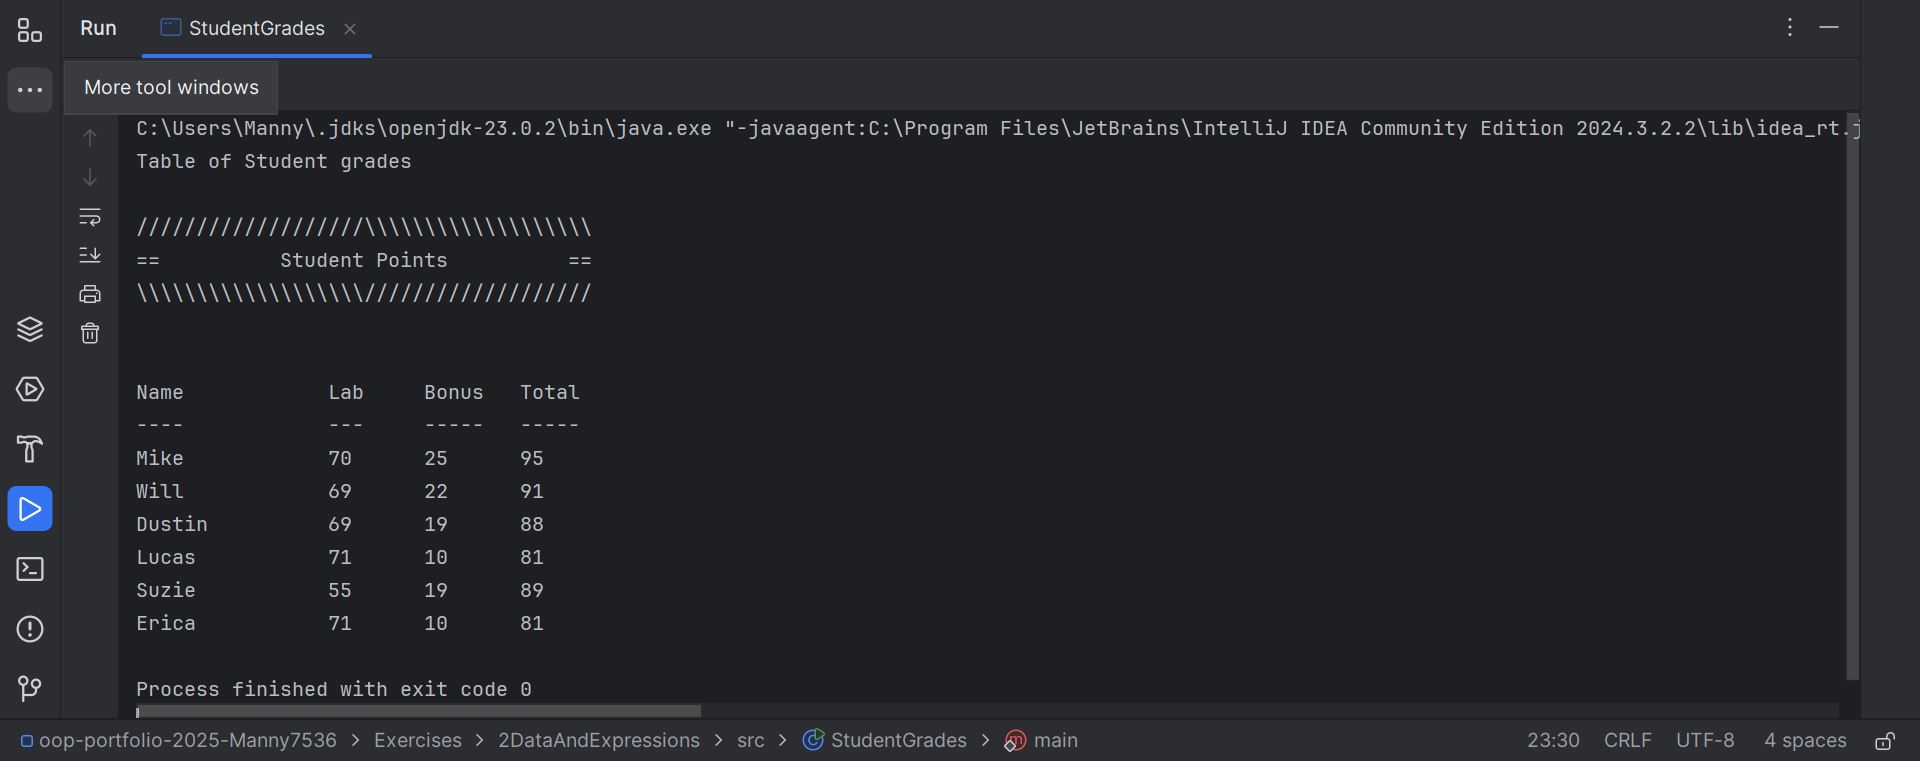 Run StudentGrades
More tool windows
C:\Users\Manny\.jdks\openjdk-23.0.2\bin\java.exe "-javaagent:C:\Program Files\JetBrains\IntelliJ IDEA Community Edition 2024.3.2.2\lib\idea_rt.j
Table of Student grades
///////////////////\\\\\\\\\\\\\\\\\\\
==          Student Points          ==
\\\\\\\\\\\\\\\\\\\///////////////////
Name            Lab     Bonus   Total
----            ---     -----   -----
Mike            70      25      95
Will            69      22      91
Dustin          69      19      88
Lucas           71      10      81
Suzie           55      19      89
Erica           71      10      81
Process finished with exit code 0
oop-portfolio-2025-Manny7536 > Exercises > 2DataAndExpressions > src > StudentGrades > main 23:30 CRLF UTF-8 4 spaces